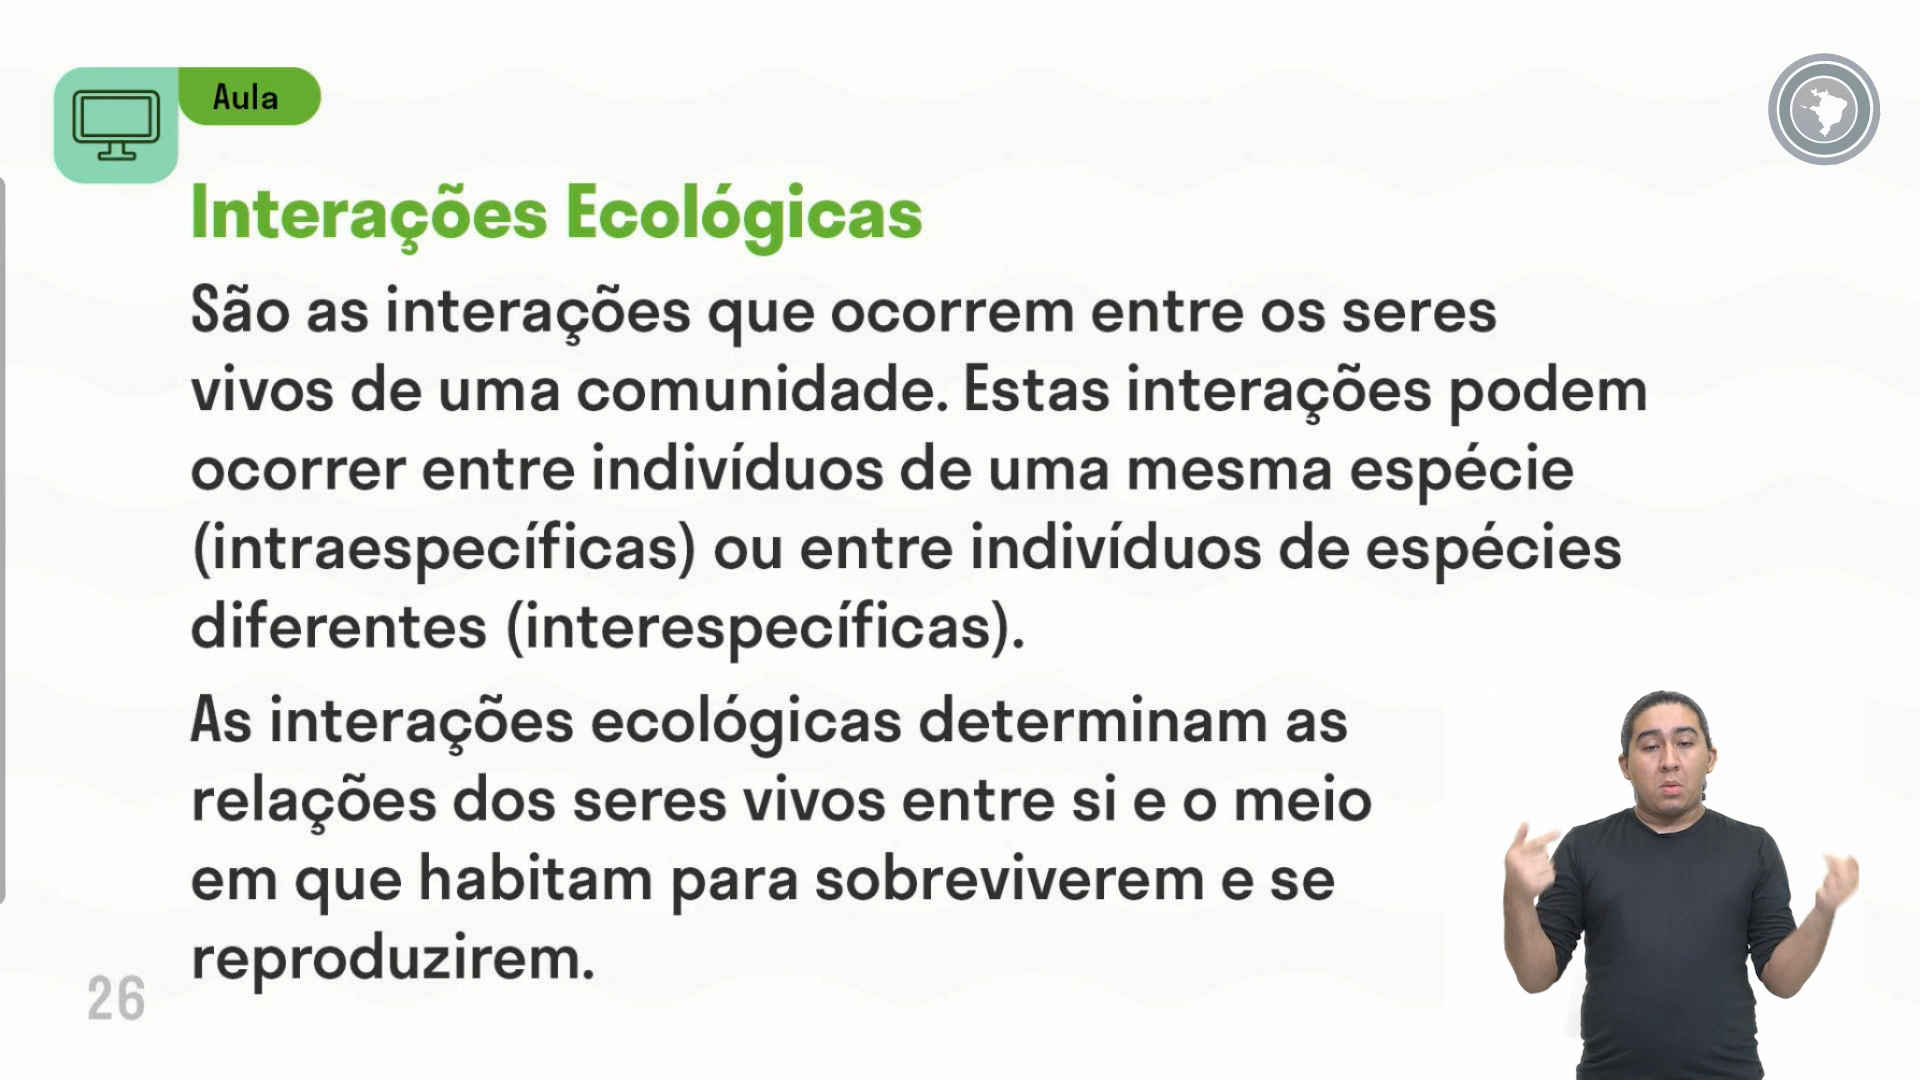 Aula
Interações Ecológicas
São as interações que ocorrem entre os seres
vivos de uma comunidade. Estas interações podem
ocorrer entre indivíduos de uma mesma espécie
(intraespecíficas) ou entre indivíduos de espécies
diferentes (interespecíficas).
As interações ecológicas determinam as
relações dos seres vivos entre si e o meio
em que habitam para sobreviverem e se
reproduzirem.
26